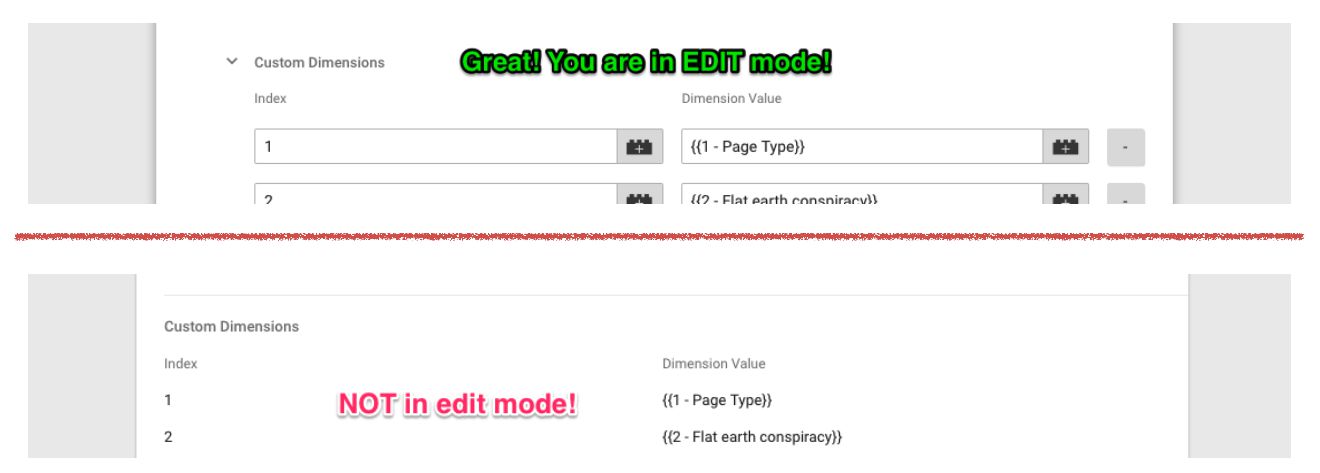 Custom Dimensions Great! You are in EDIT mode!
Index Dimension Value
1 {{1 - Page Type}} -
2 {{2 - Flat earth conspiracy}} -
Custom Dimensions
Index Dimension Value
1 NOT in edit mode! {{1 - Page Type}}
2 {{2 - Flat earth conspiracy}}